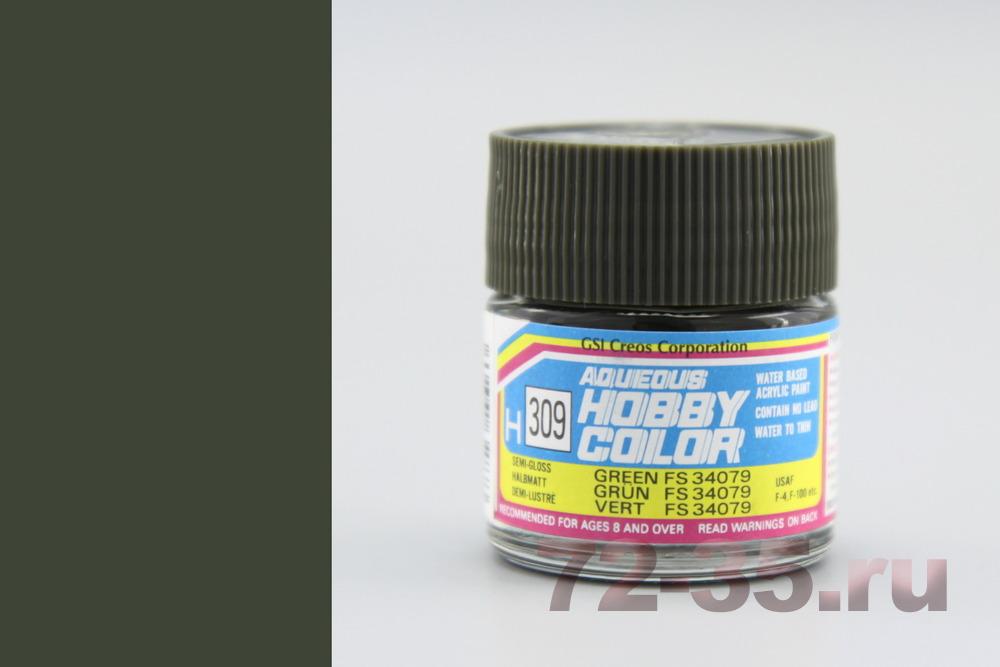 GSI Creos Corporation
AQUEOUS
HOBBY
COLOR
H 309
WATER BASED
ACRYLIC PAINT
CONTAIN NO LEAD
WATER TO THIN
SEMI-GLOSS
HALBMATT
DEMI-LUSTRÉ
GREEN FS 34079
GRÜN FS 34079
VERT FS 34079
USAF
F-4, F-100 etc.
RECOMMENDED FOR AGES 8 AND OVER READ WARNINGS ON BACK
72-35.ru